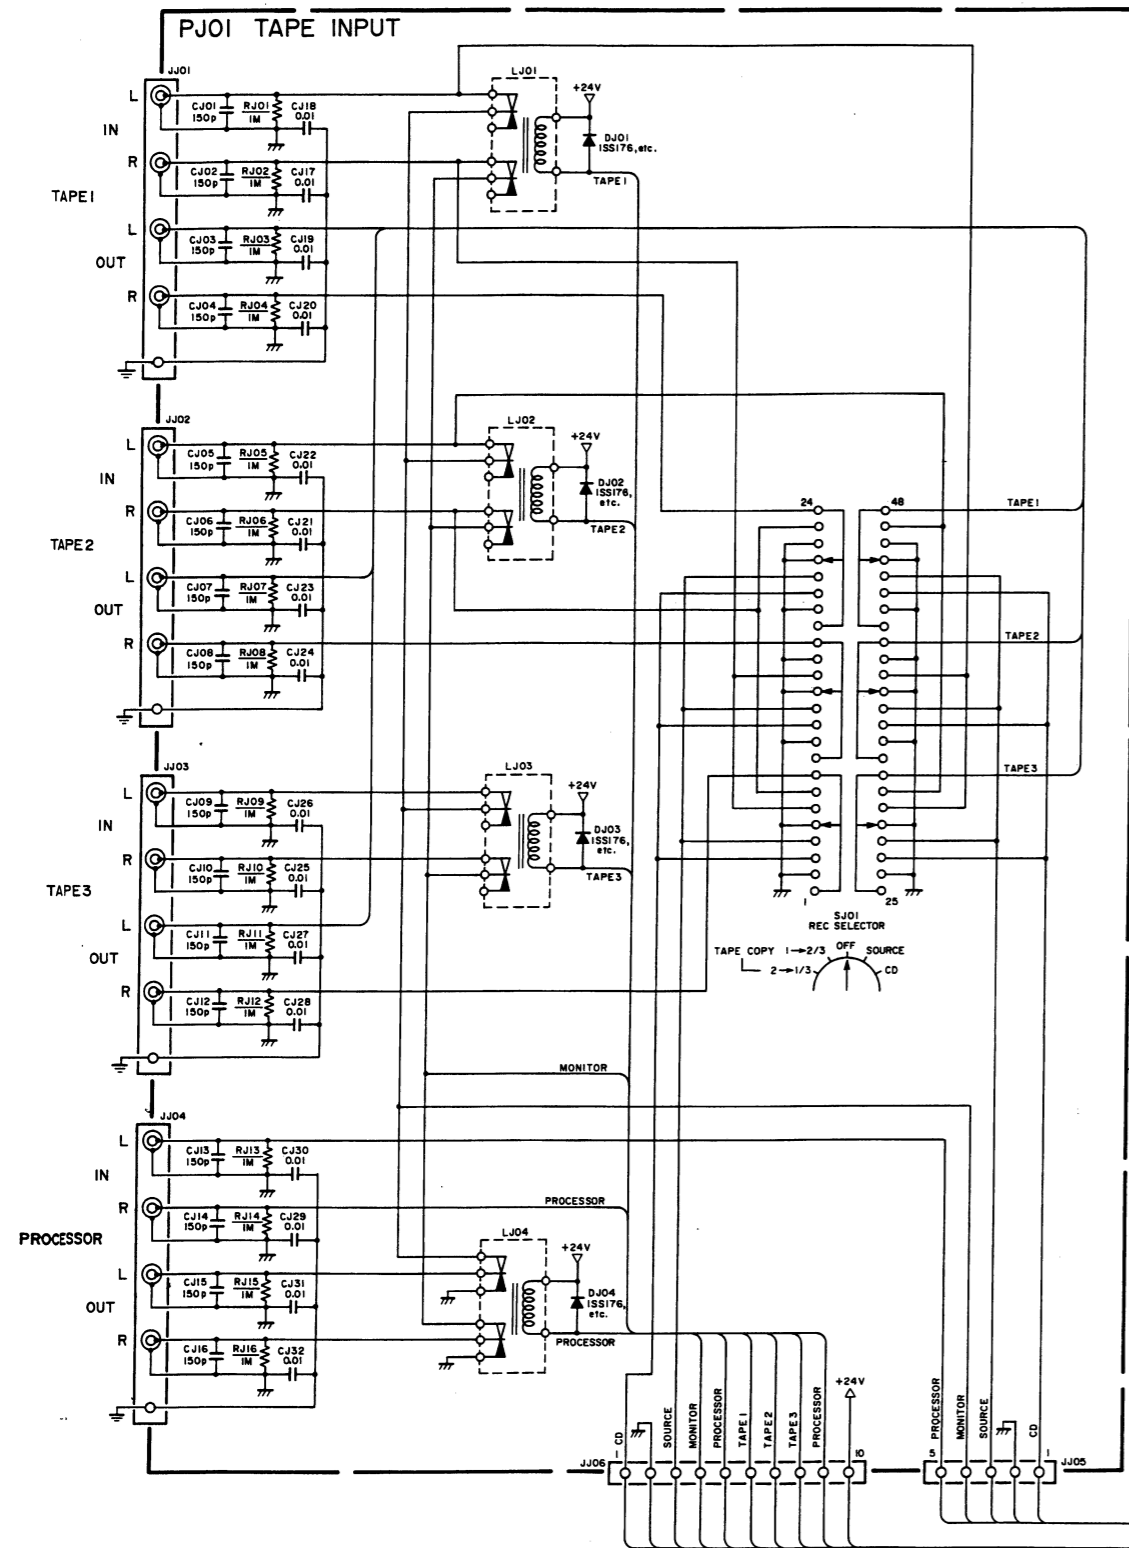 PJ01 TAPE INPUT
JJ01
L
IN
R
TAPE1
L
OUT
R
CJ01
150p
RJ01
1M
CJ18
0.01
CJ02
150p
RJ02
1M
CJ17
0.01
CJ03
150p
RJ03
1M
CJ19
0.01
CJ04
150p
RJ04
1M
CJ20
0.01
LJ01
+24V
DJ01
1SS176,etc.
TAPE1
JJ02
L
IN
R
TAPE2
L
OUT
R
CJ05
150p
RJ05
1M
CJ22
0.01
CJ06
150p
RJ06
1M
CJ21
0.01
CJ07
150p
RJ07
1M
CJ23
0.01
CJ08
150p
RJ08
1M
CJ24
0.01
LJ02
+24V
DJ02
1SS176,
etc.
TAPE2
24
48
TAPE1
TAPE2
TAPE3
1
25
SJ01
REC SELECTOR
TAPE COPY 1→2/3 OFF SOURCE
2→1/3 CD
JJ03
L
IN
R
TAPE3
L
OUT
R
CJ09
150p
RJ09
1M
CJ26
0.01
CJ10
150p
RJ10
1M
CJ25
0.01
CJ11
150p
RJ11
1M
CJ27
0.01
CJ12
150p
RJ12
1M
CJ28
0.01
LJ03
+24V
DJ03
1SS176,
etc.
TAPE3
MONITOR
JJ04
L
IN
R
PROCESSOR
L
OUT
R
CJ13
150p
RJ13
1M
CJ30
0.01
CJ14
150p
RJ14
1M
CJ29
0.01
CJ15
150p
RJ15
1M
CJ31
0.01
CJ16
150p
RJ16
1M
CJ32
0.01
PROCESSOR
LJ04
+24V
DJ04
1SS176,
etc.
PROCESSOR
JJ06
1 CD
SOURCE
MONITOR
PROCESSOR
TAPE1
TAPE2
TAPE3
PROCESSOR
+24V
10
5
PROCESSOR
MONITOR
SOURCE
CD
1
JJ05